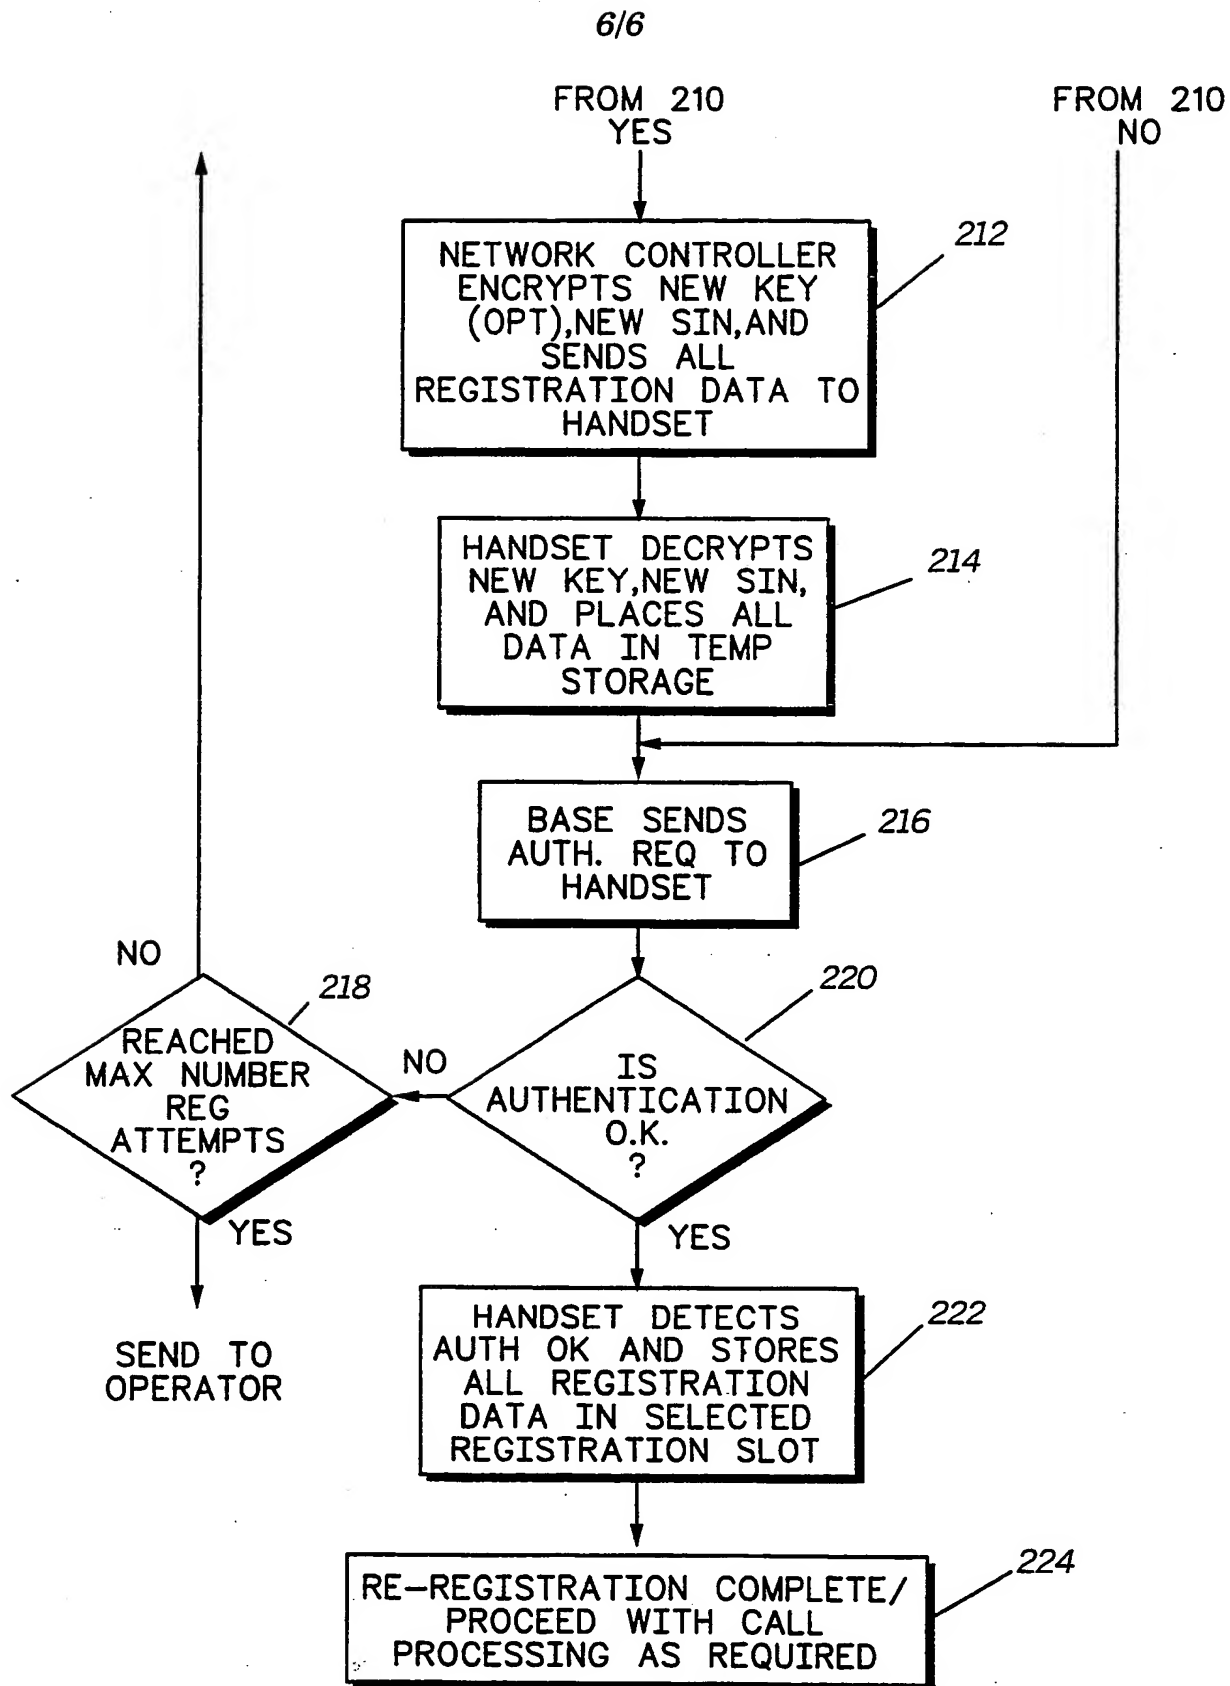 6/6
FROM 210
YES
FROM 210
NO
212
NETWORK CONTROLLER
ENCRYPTS NEW KEY
(OPT),NEW SIN,AND
SENDS ALL
REGISTRATION DATA TO
HANDSET
214
HANDSET DECRYPTS
NEW KEY,NEW SIN,
AND PLACES ALL
DATA IN TEMP
STORAGE
216
BASE SENDS
AUTH. REQ TO
HANDSET
NO
218
REACHED
MAX NUMBER
REG
ATTEMPTS
?
NO
220
IS
AUTHENTICATION
O.K.
?
YES
YES
SEND TO
OPERATOR
222
HANDSET DETECTS
AUTH OK AND STORES
ALL REGISTRATION
DATA IN SELECTED
REGISTRATION SLOT
224
RE-REGISTRATION COMPLETE/
PROCEED WITH CALL
PROCESSING AS REQUIRED